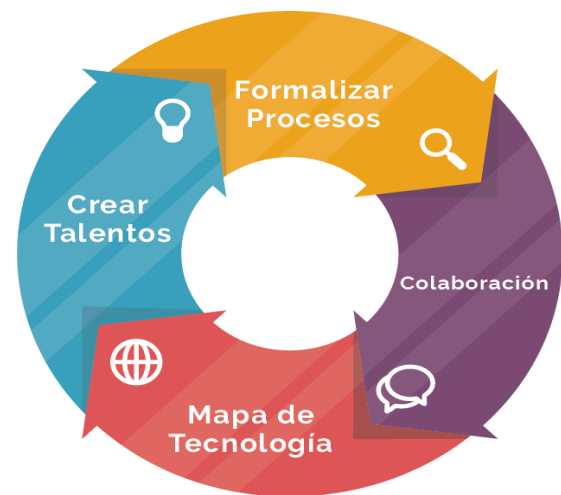 Formalizar
Procesos
Crear
Talentos
Colaboración
Mapa de
Tecnología